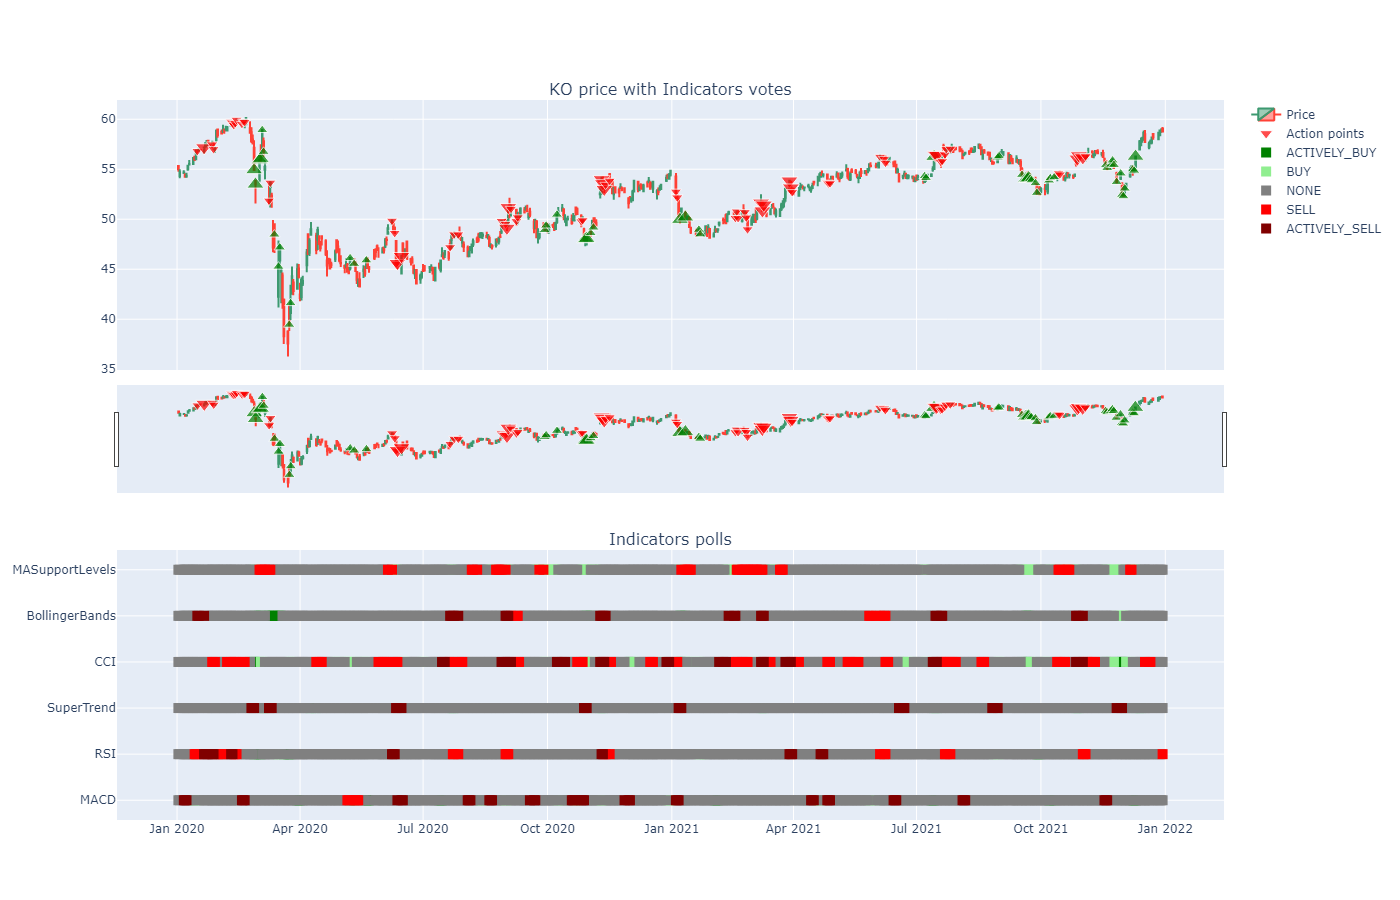 KO price with Indicators votes
60
55
50
45
40
35
Price
Action points
ACTIVELY_BUY
BUY
NONE
SELL
ACTIVELY_SELL
Indicators polls
MASupportLevels
BollingerBands
CCI
SuperTrend
RSI
MACD
Jan 2020 Apr 2020 Jul 2020 Oct 2020 Jan 2021 Apr 2021 Jul 2021 Oct 2021 Jan 2022